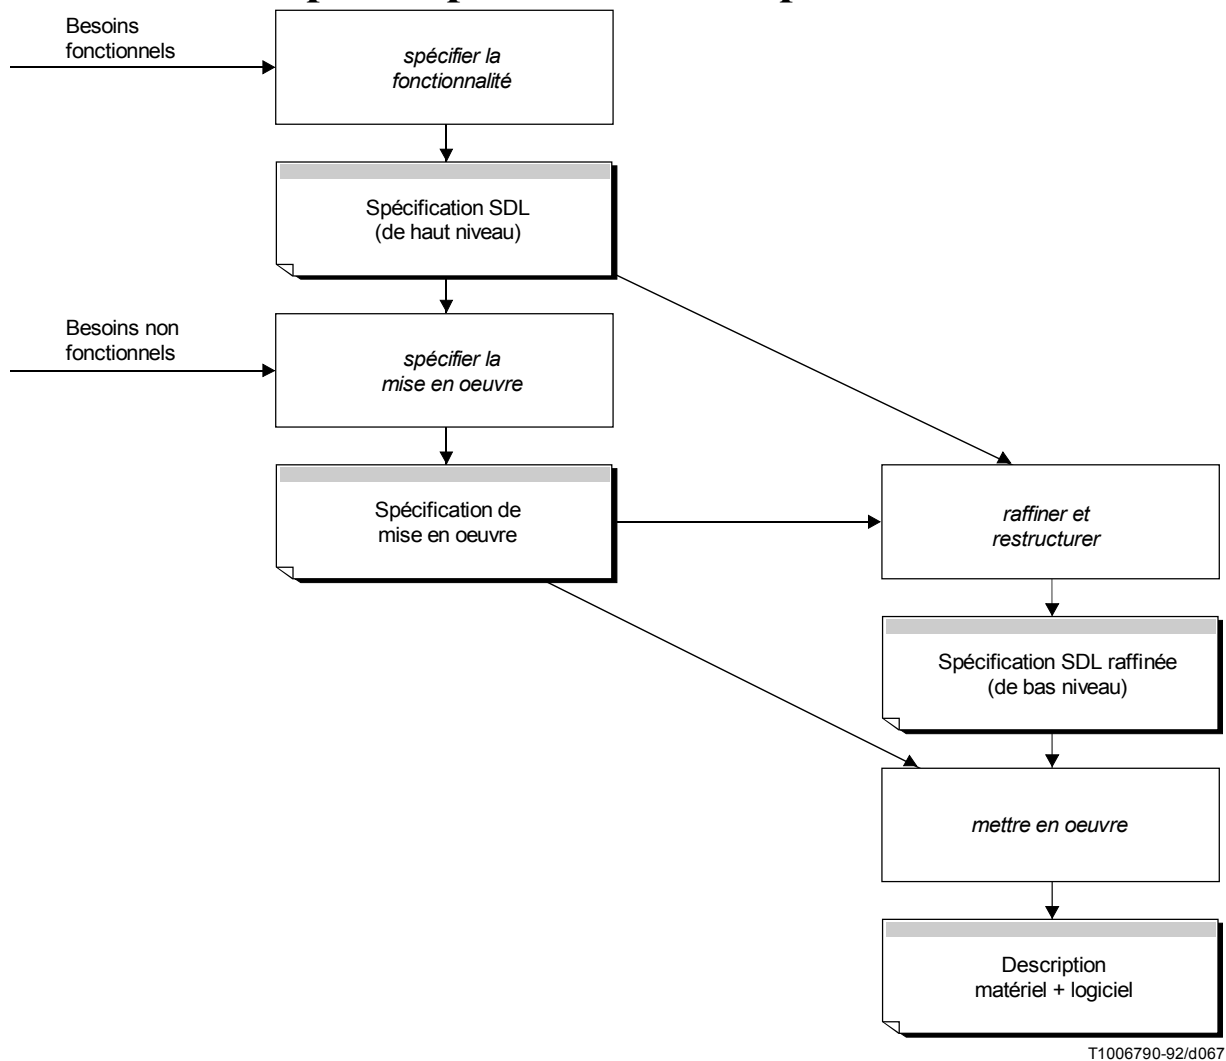 Besoins
fonctionnels
spécifier la
fonctionnalité
Spécification SDL
(de haut niveau)
Besoins non
fonctionnels
spécifier la
mise en oeuvre
Spécification de
mise en oeuvre
raffiner et
restructurer
Spécification SDL raffinée
(de bas niveau)
mettre en oeuvre
Description
matériel + logiciel
T1006790-92/d067